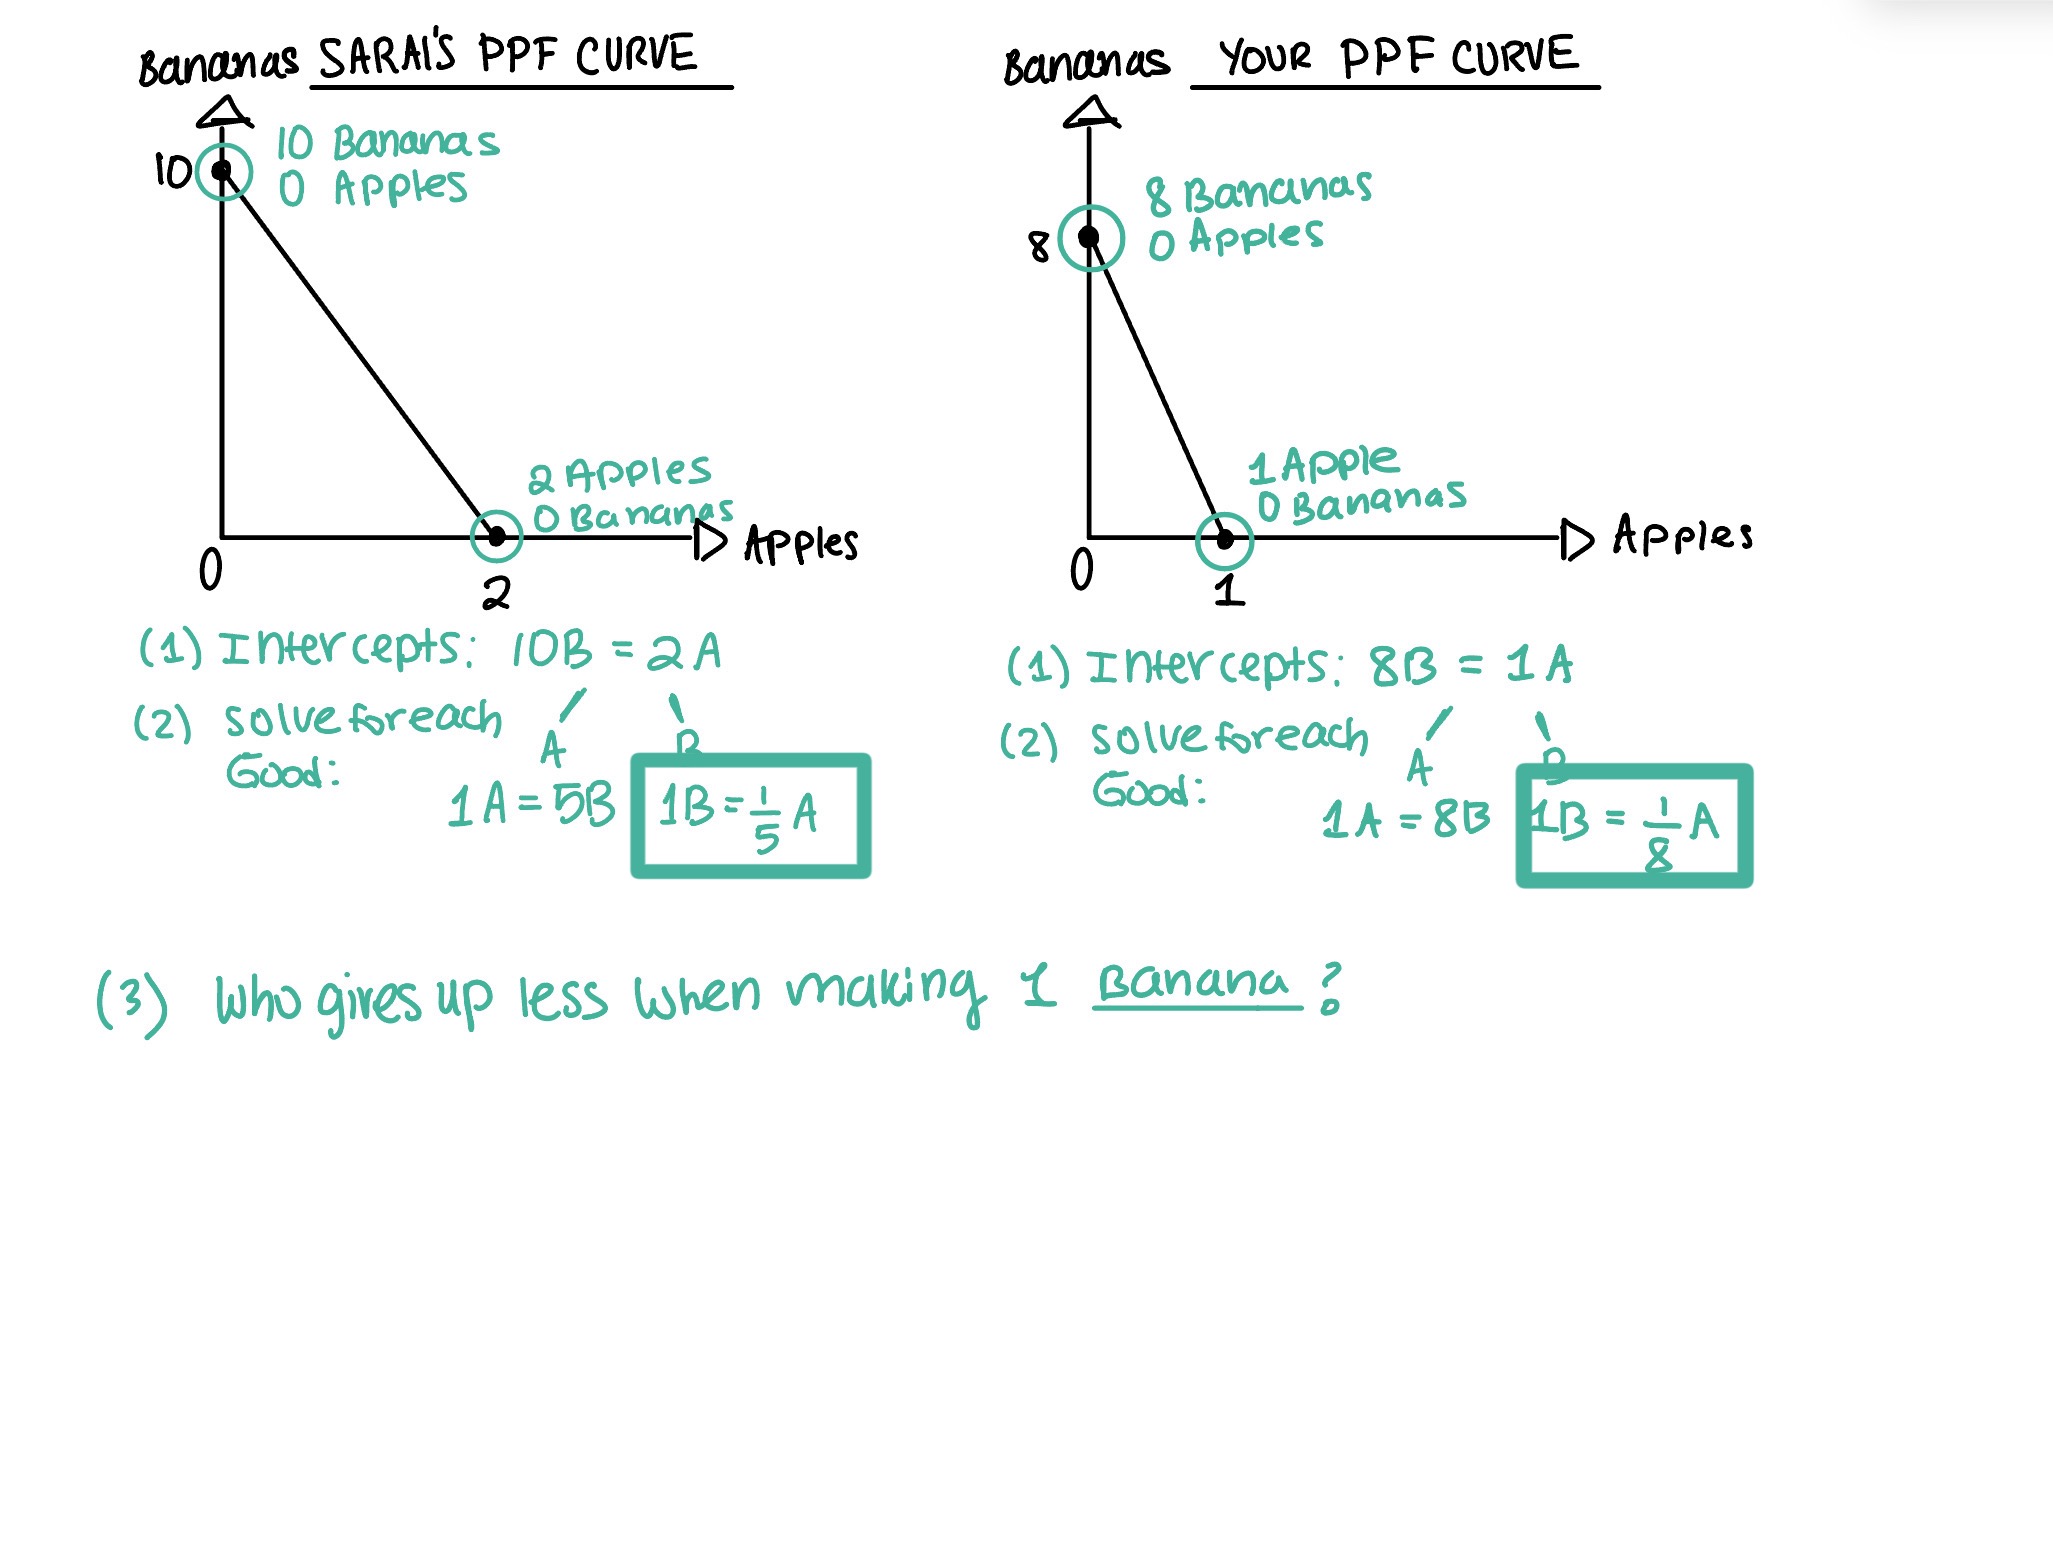 Bananas SARAI'S PPF CURVE
10 Bananas
10
0 Apples
2 Apples
0 Bananas
Apples
0
2
(1) Intercepts: 10B = 2A
(2) solve for each
Good:
A
B
1A = 5B
1B = 1/5 A
Bananas YOUR PPF CURVE
8 Bananas
8
0 Apples
1 Apple
0 Bananas
Apples
0
1
(1) Intercepts: 8B = 1A
(2) solve for each
Good:
A
B
1A = 8B
1B = 1/8 A
(3) Who gives up less when making 1 Banana?